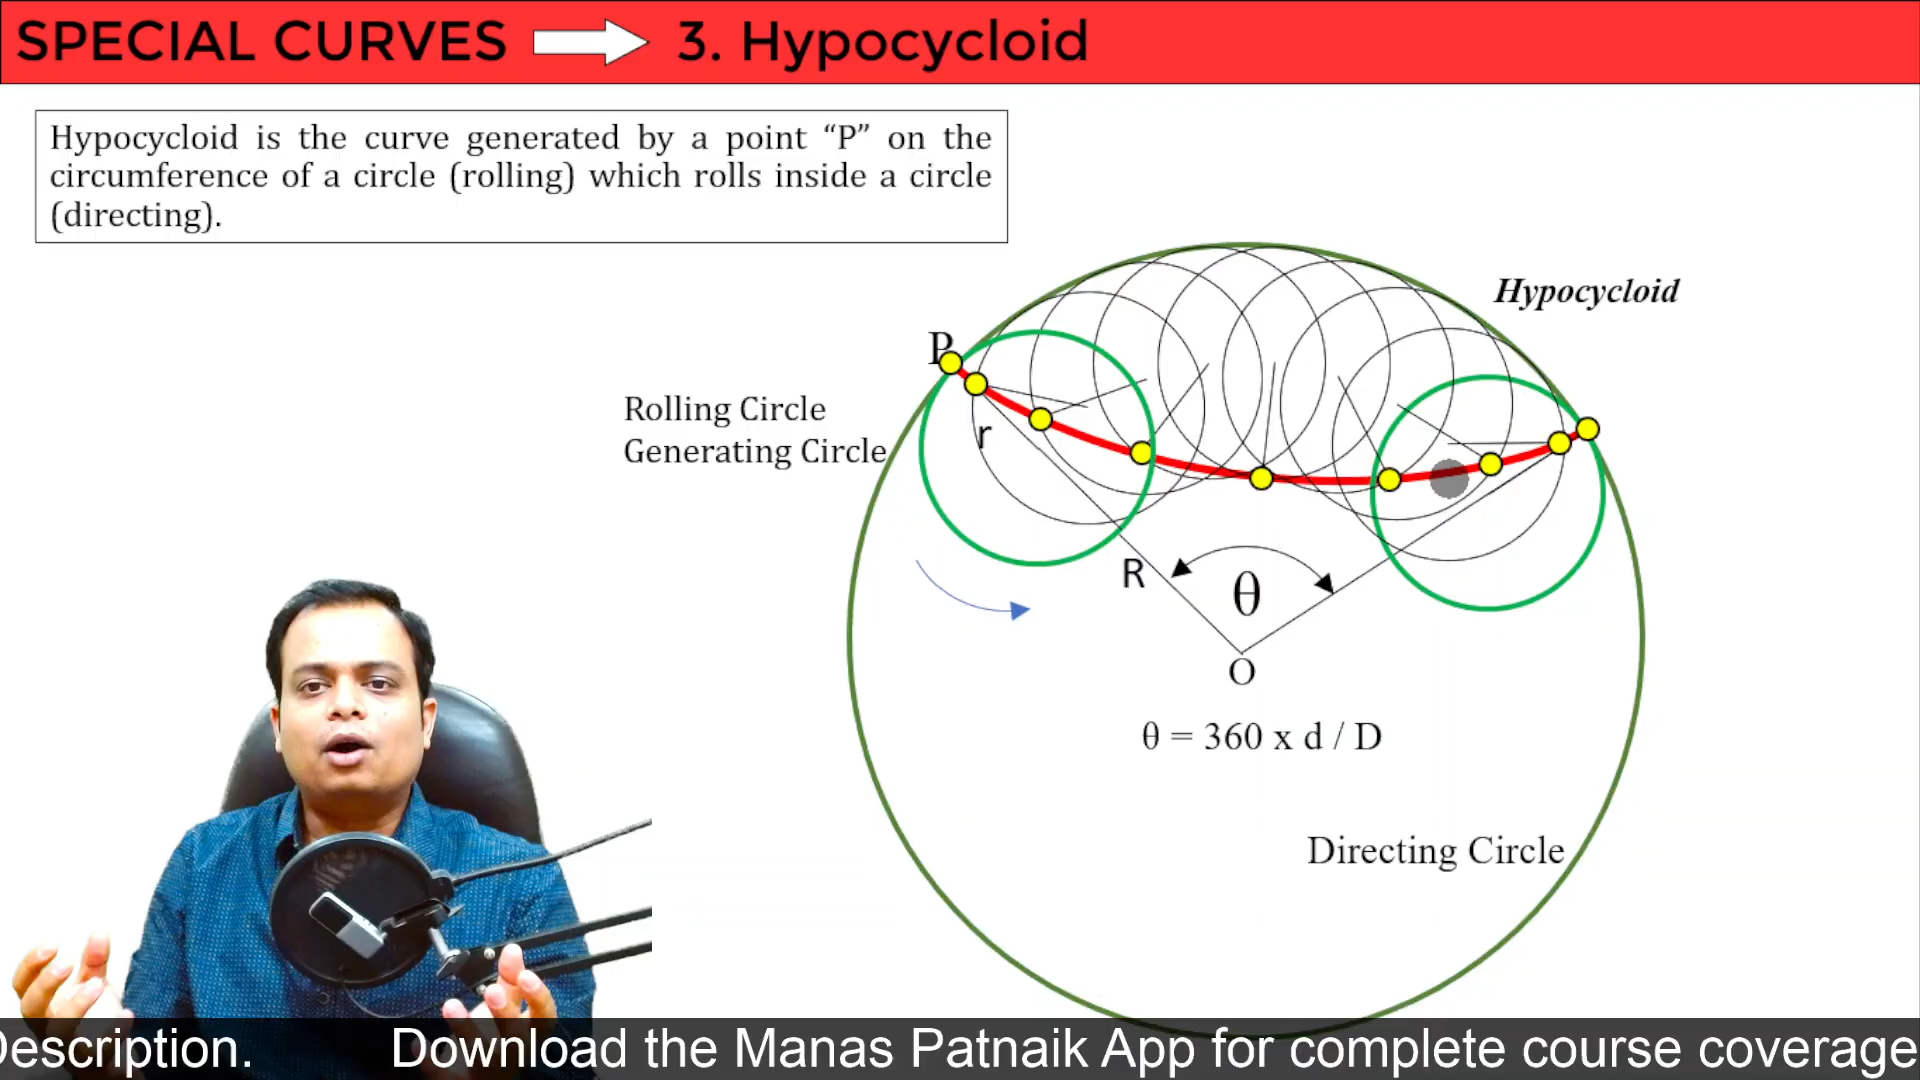 SPECIAL CURVES 3. Hypocycloid
Hypocycloid is the curve generated by a point “P” on the
circumference of a circle (rolling) which rolls inside a circle
(directing).
Hypocycloid
P
Rolling Circle
Generating Circle
r
R
θ
O
θ = 360 x d / D
Directing Circle
Description. Download the Manas Patnaik App for complete course coverage